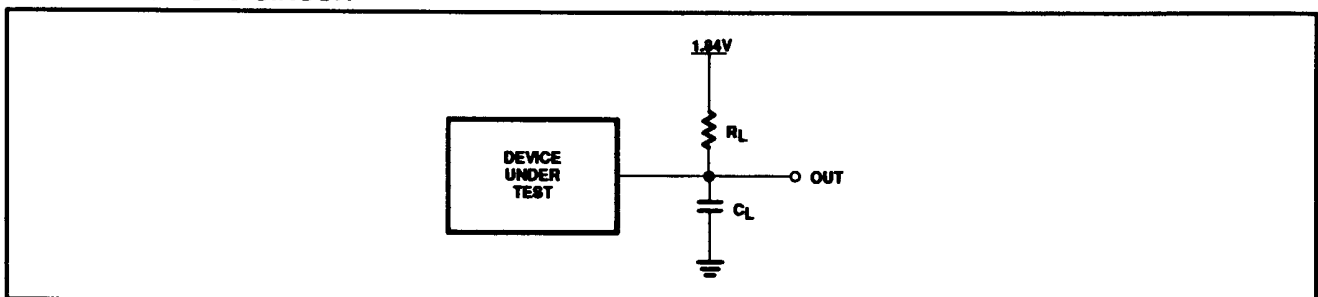 1.84V
RL
DEVICE
UNDER
TEST
OUT
CL